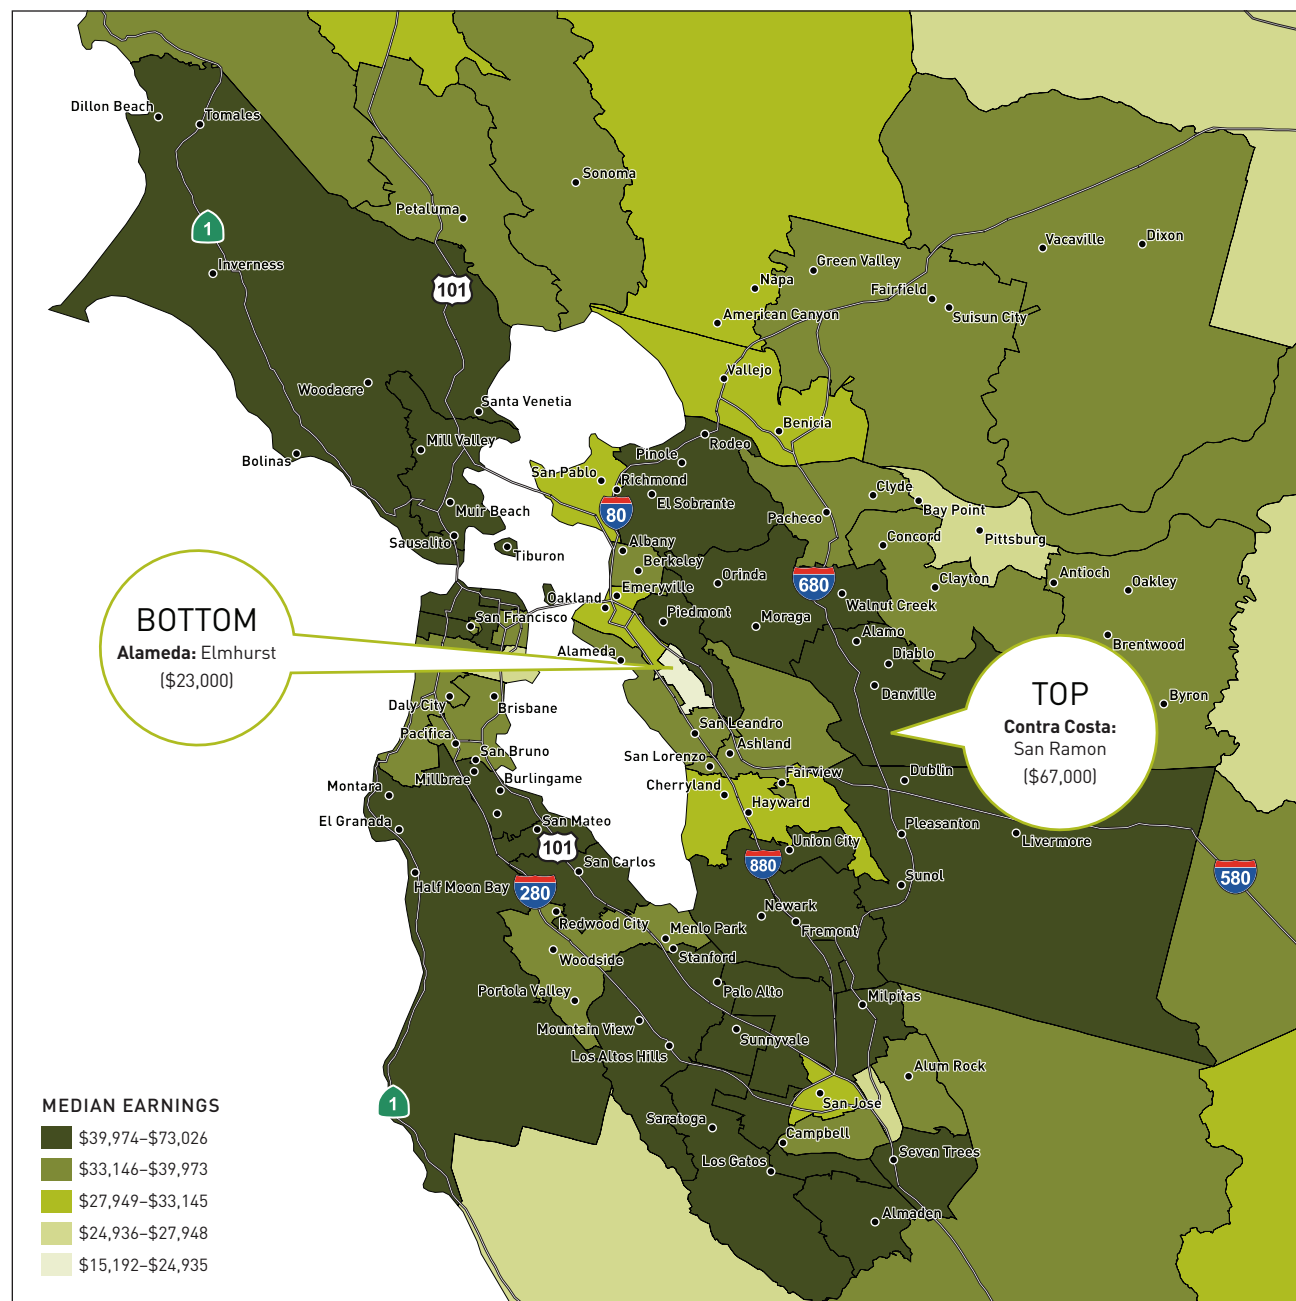 Dillon Beach
Tomales
Sonoma
Petaluma
1
Inverness
101
Vacaville
Dixon
Green Valley
Napa
Fairfield
American Canyon
Suisun City
Vallejo
Woodacre
Santa Venetia
Benicia
Mill Valley
Rodeo
Bolinas
Pinole
San Pablo
Richmond
El Sobrante
Clyde
Bay Point
Muir Beach
80
Pacheco
Sausalito
Tiburon
Albany
Concord
Pittsburg
Berkeley
Orinda
680
Clayton
Antioch
Oakley
Emeryville
Oakland
Walnut Creek
San Francisco
Piedmont
Moraga
BOTTOM
Alameda: Elmhurst
($23,000)
Alameda
Alamo
Diablo
Brentwood
Danville
TOP
Contra Costa:
San Ramon
($67,000)
Byron
Daly City
Brisbane
Pacifica
San Bruno
San Leandro
Ashland
San Lorenzo
Montara
Millbrae
Burlingame
Cherryland
Fairview
Dublin
Hayward
El Granada
San Mateo
101
Pleasanton
Livermore
Union City
880
San Carlos
Half Moon Bay
280
Sunol
580
Newark
Redwood City
Menlo Park
Fremont
Woodside
Stanford
Portola Valley
Palo Alto
Milpitas
Mountain View
Sunnyvale
Los Altos Hills
Alum Rock
1
San Jose
Saratoga
Campbell
Seven Trees
Los Gatos
Almaden
MEDIAN EARNINGS
$39,974–$73,026
$33,146–$39,973
$27,949–$33,145
$24,936–$27,948
$15,192–$24,935